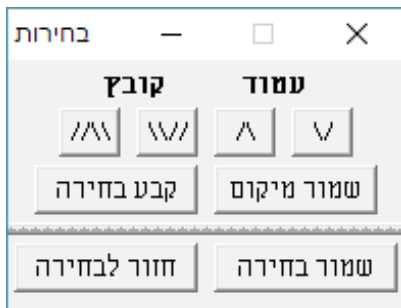 בחירות
עמוד קובץ
\/ /\ \\// //\\
שמור מיקום קבע בחירה
שמור בחירה חזור לבחירה